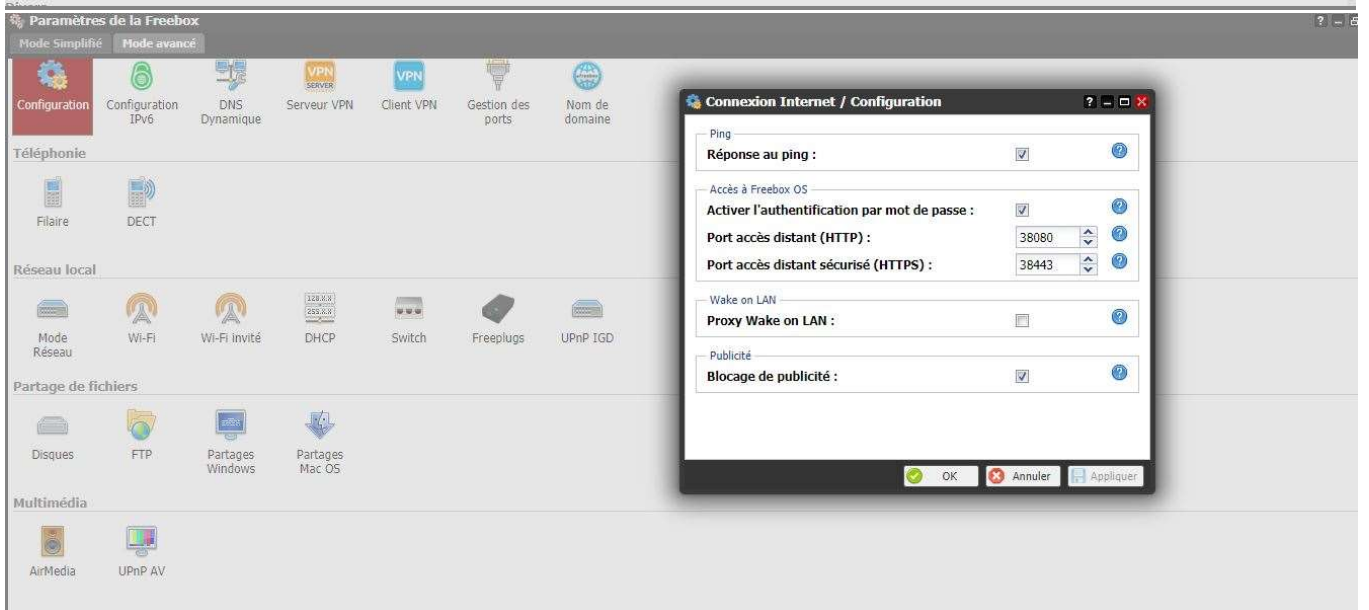 Paramètres de la Freebox
Mode Simplifié Mode avancé
VPN
SERVER
VPN
Configuration
Configuration IPv6
DNS Dynamique
Serveur VPN
Client VPN
Gestion des ports
Nom de domaine
Téléphonie
Filaire
DECT
Réseau local
128.X.X
255.X.X
Mode Réseau
Wi-Fi
Wi-Fi invité
DHCP
Switch
Freeplugs
UPnP IGD
Partage de fichiers
Disques
FTP
Partages Windows
Partages Mac OS
Multimédia
AirMedia
UPnP AV
Connexion Internet / Configuration
Ping
Réponse au ping :
Accès à Freebox OS
Activer l'authentification par mot de passe :
Port accès distant (HTTP) : 38080
Port accès distant sécurisé (HTTPS) : 38443
Wake on LAN
Proxy Wake on LAN :
Publicité
Blocage de publicité :
OK Annuler Appliquer